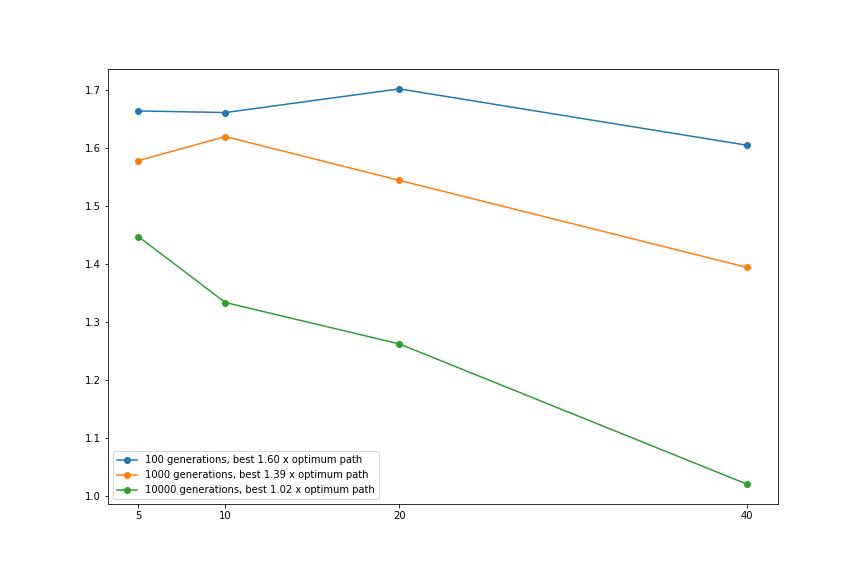 1.7
1.6
1.5
1.4
1.3
1.2
1.1
1.0
100 generations, best 1.60 x optimum path
1000 generations, best 1.39 x optimum path
10000 generations, best 1.02 x optimum path
5 10 20 40